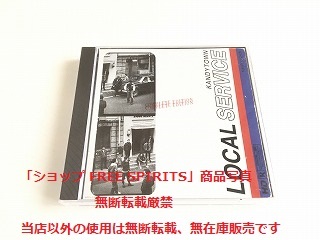 KANDYTOWN
LOCAL SERVICE
「ショップ FREE SPIRITS」商品写真
無断転載厳禁
当店以外の使用は無断転載、無在庫販売です